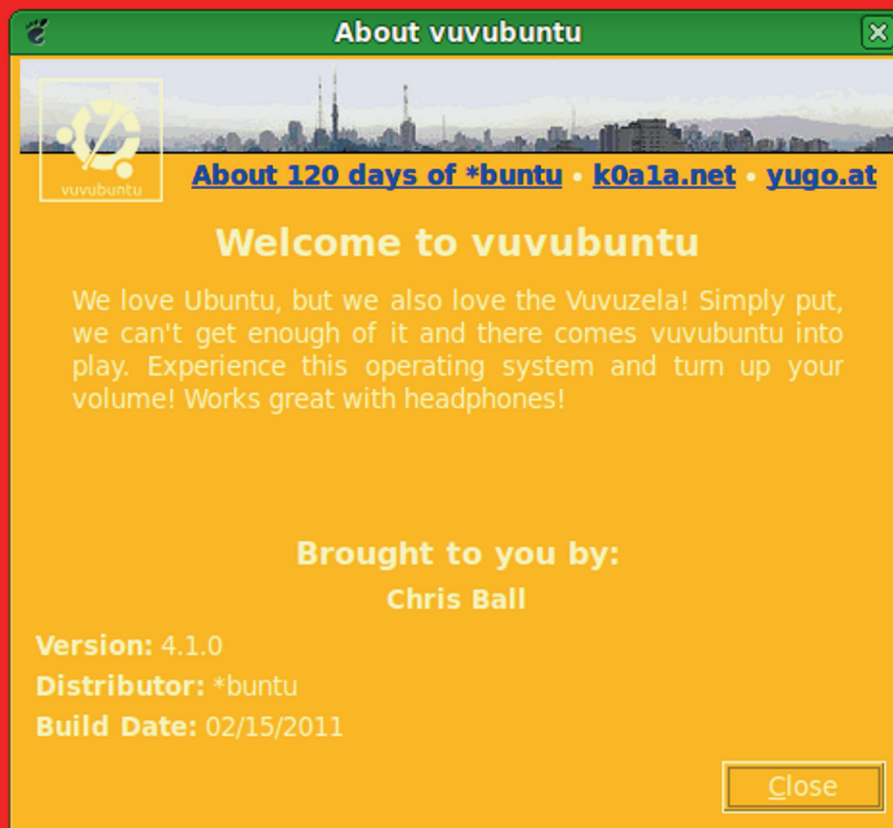 About vuvubuntu
vuvubuntu
About 120 days of *buntu • k0a1a.net • yugo.at
Welcome to vuvubuntu
We love Ubuntu, but we also love the Vuvuzela! Simply put,
we can't get enough of it and there comes vuvubuntu into
play. Experience this operating system and turn up your
volume! Works great with headphones!
Brought to you by:
Chris Ball
Version: 4.1.0
Distributor: *buntu
Build Date: 02/15/2011
Close